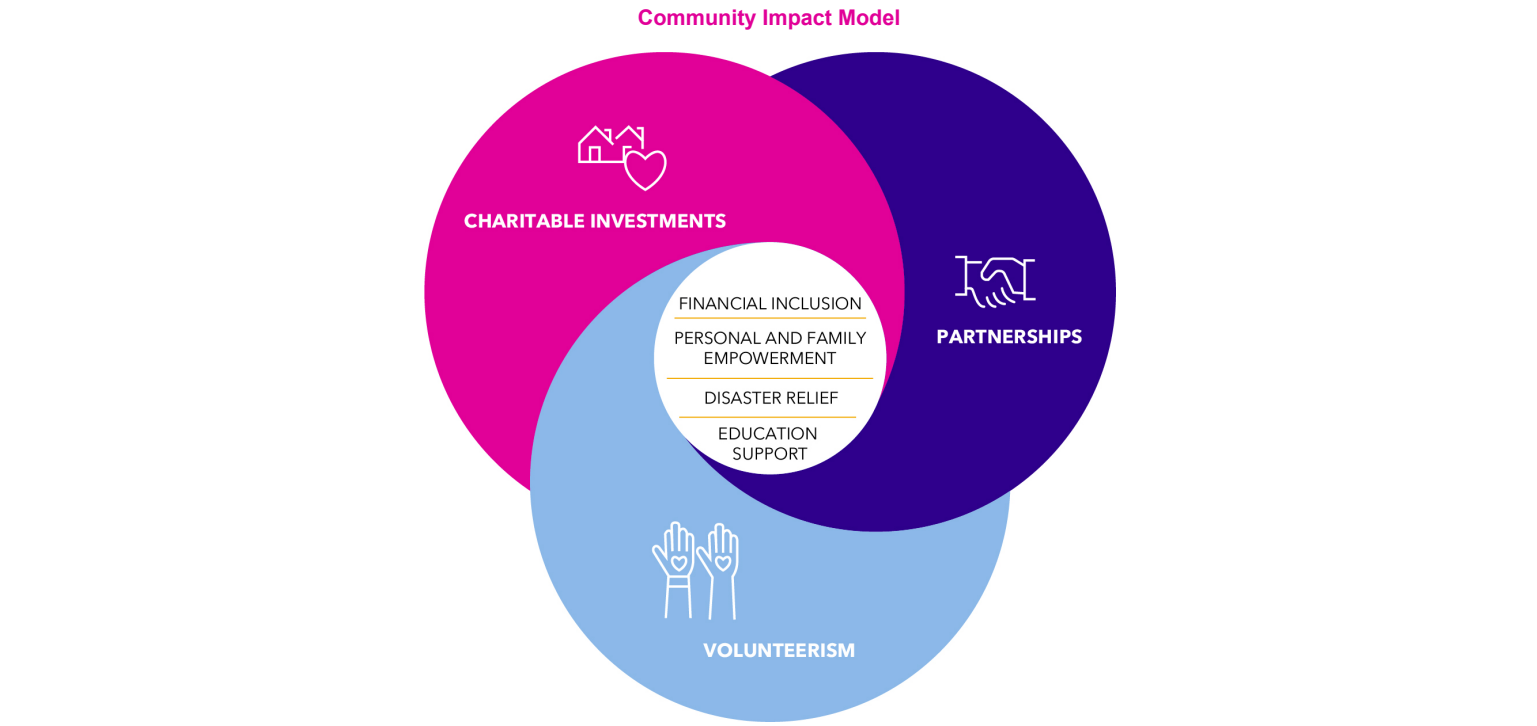 Community Impact Model
CHARITABLE INVESTMENTS
PARTNERSHIPS
FINANCIAL INCLUSION
PERSONAL AND FAMILY
EMPOWERMENT
DISASTER RELIEF
EDUCATION
SUPPORT
VOLUNTEERISM